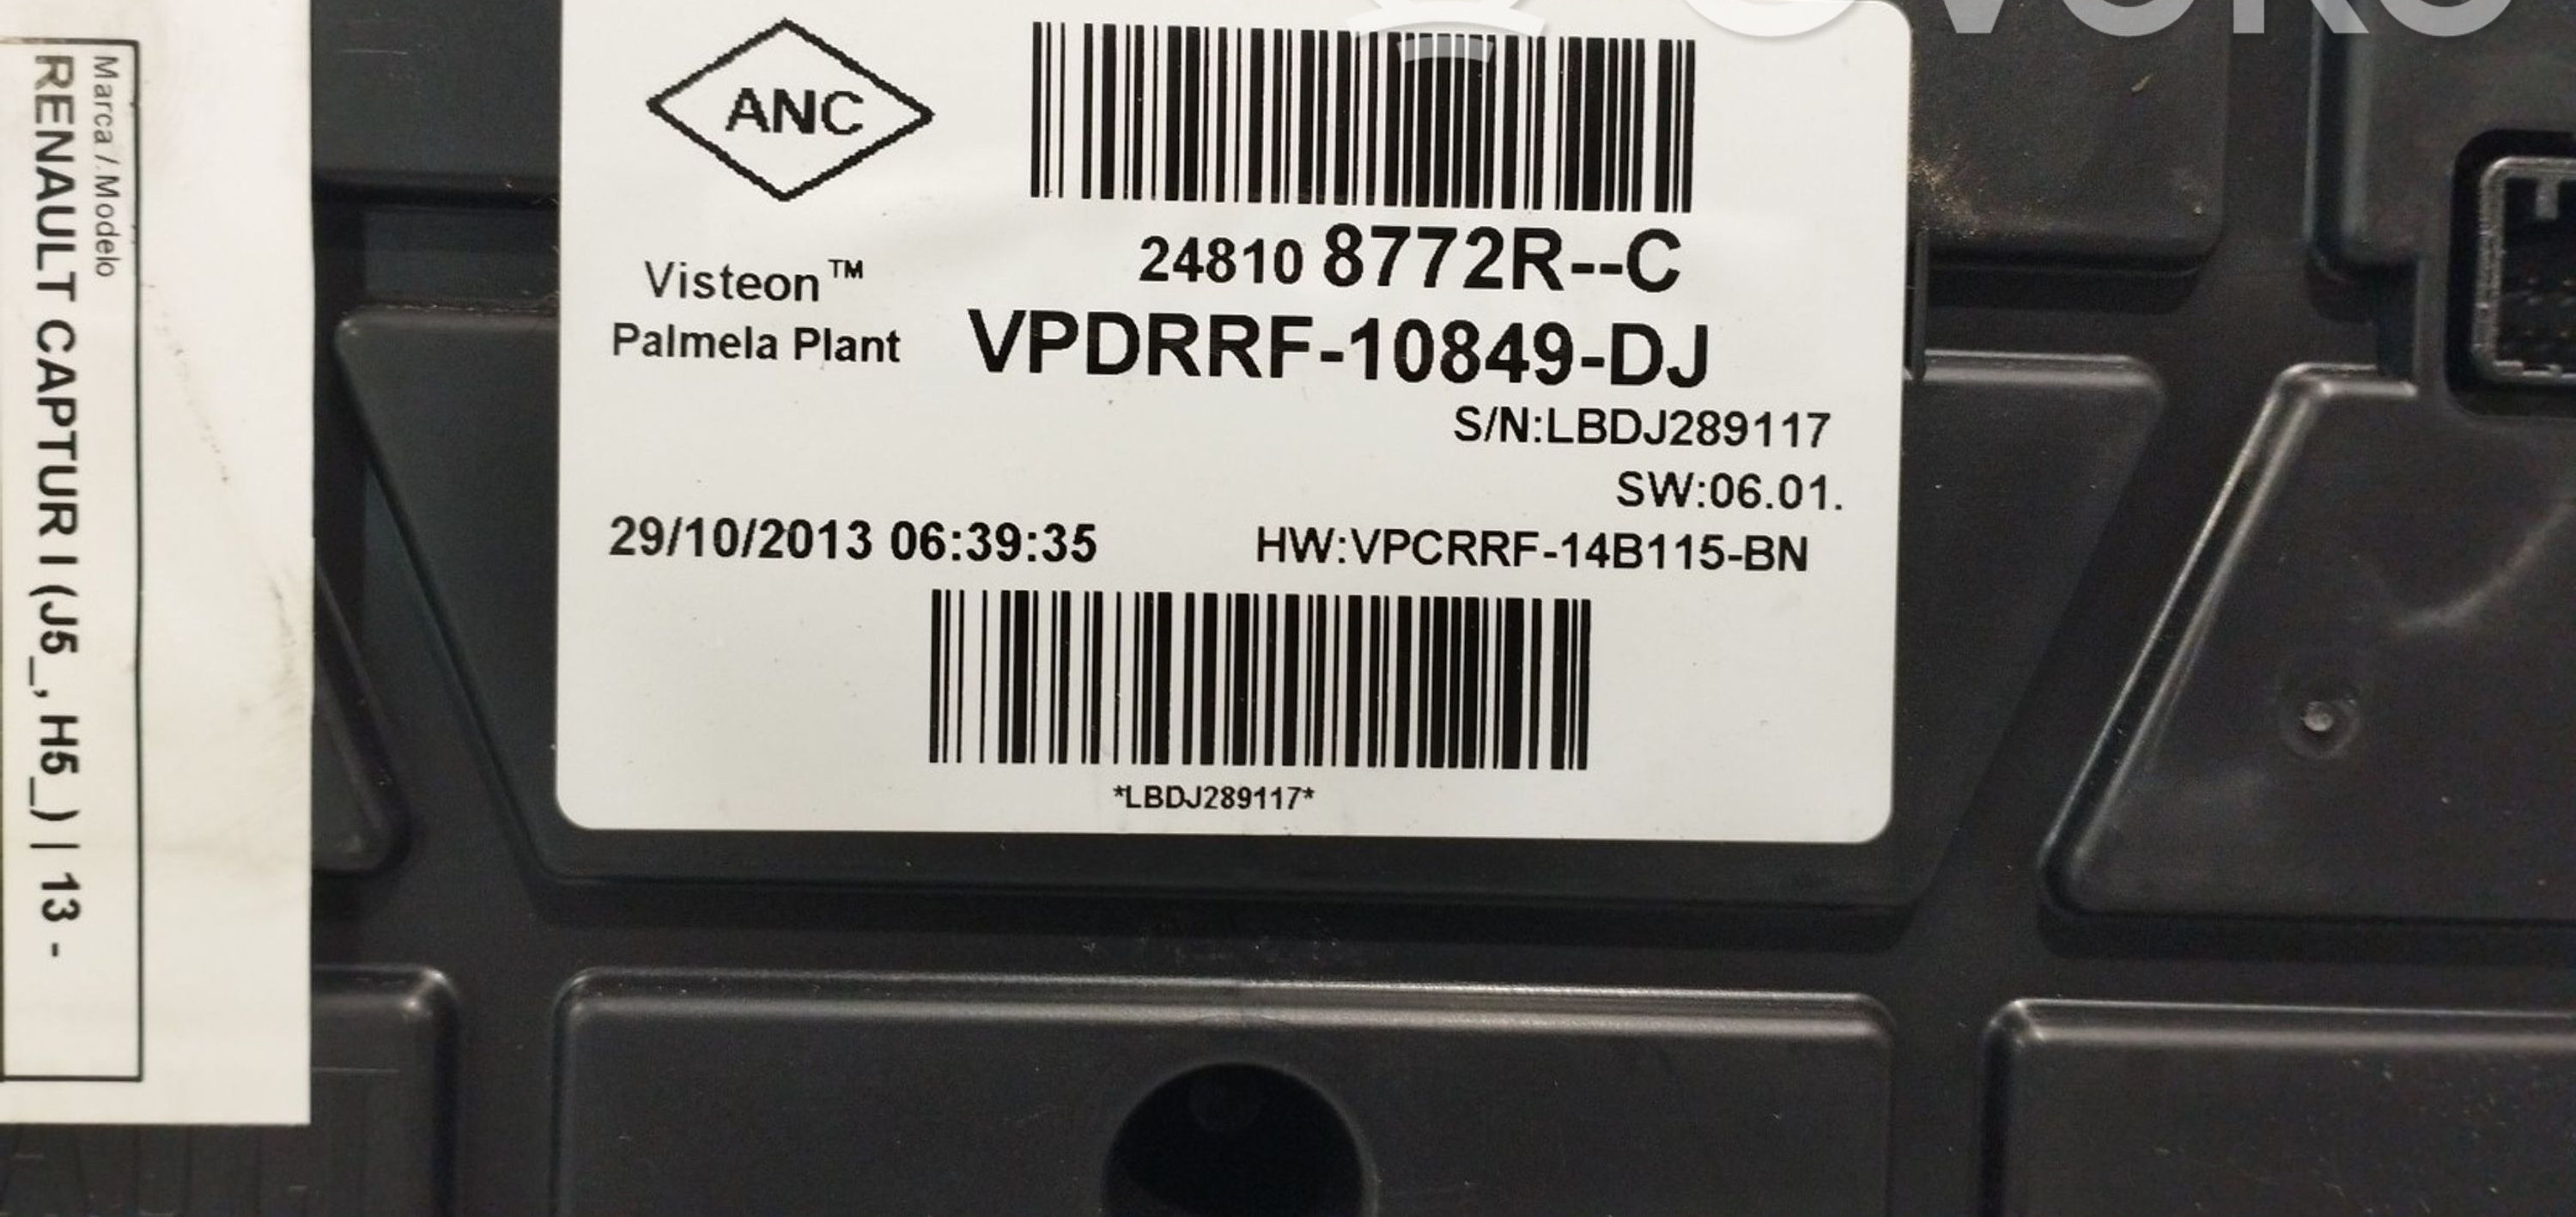 Marca / Modelo
RENAULT CAPTUR I (J5_, H5_) | 13 -
ANC
24810 8772R--C
Visteon™
Palmela Plant
VPDRRF-10849-DJ
S/N:LBDJ289117
SW:06.01.
29/10/2013 06:39:35
HW:VPCRRF-14B115-BN
*LBDJ289117*